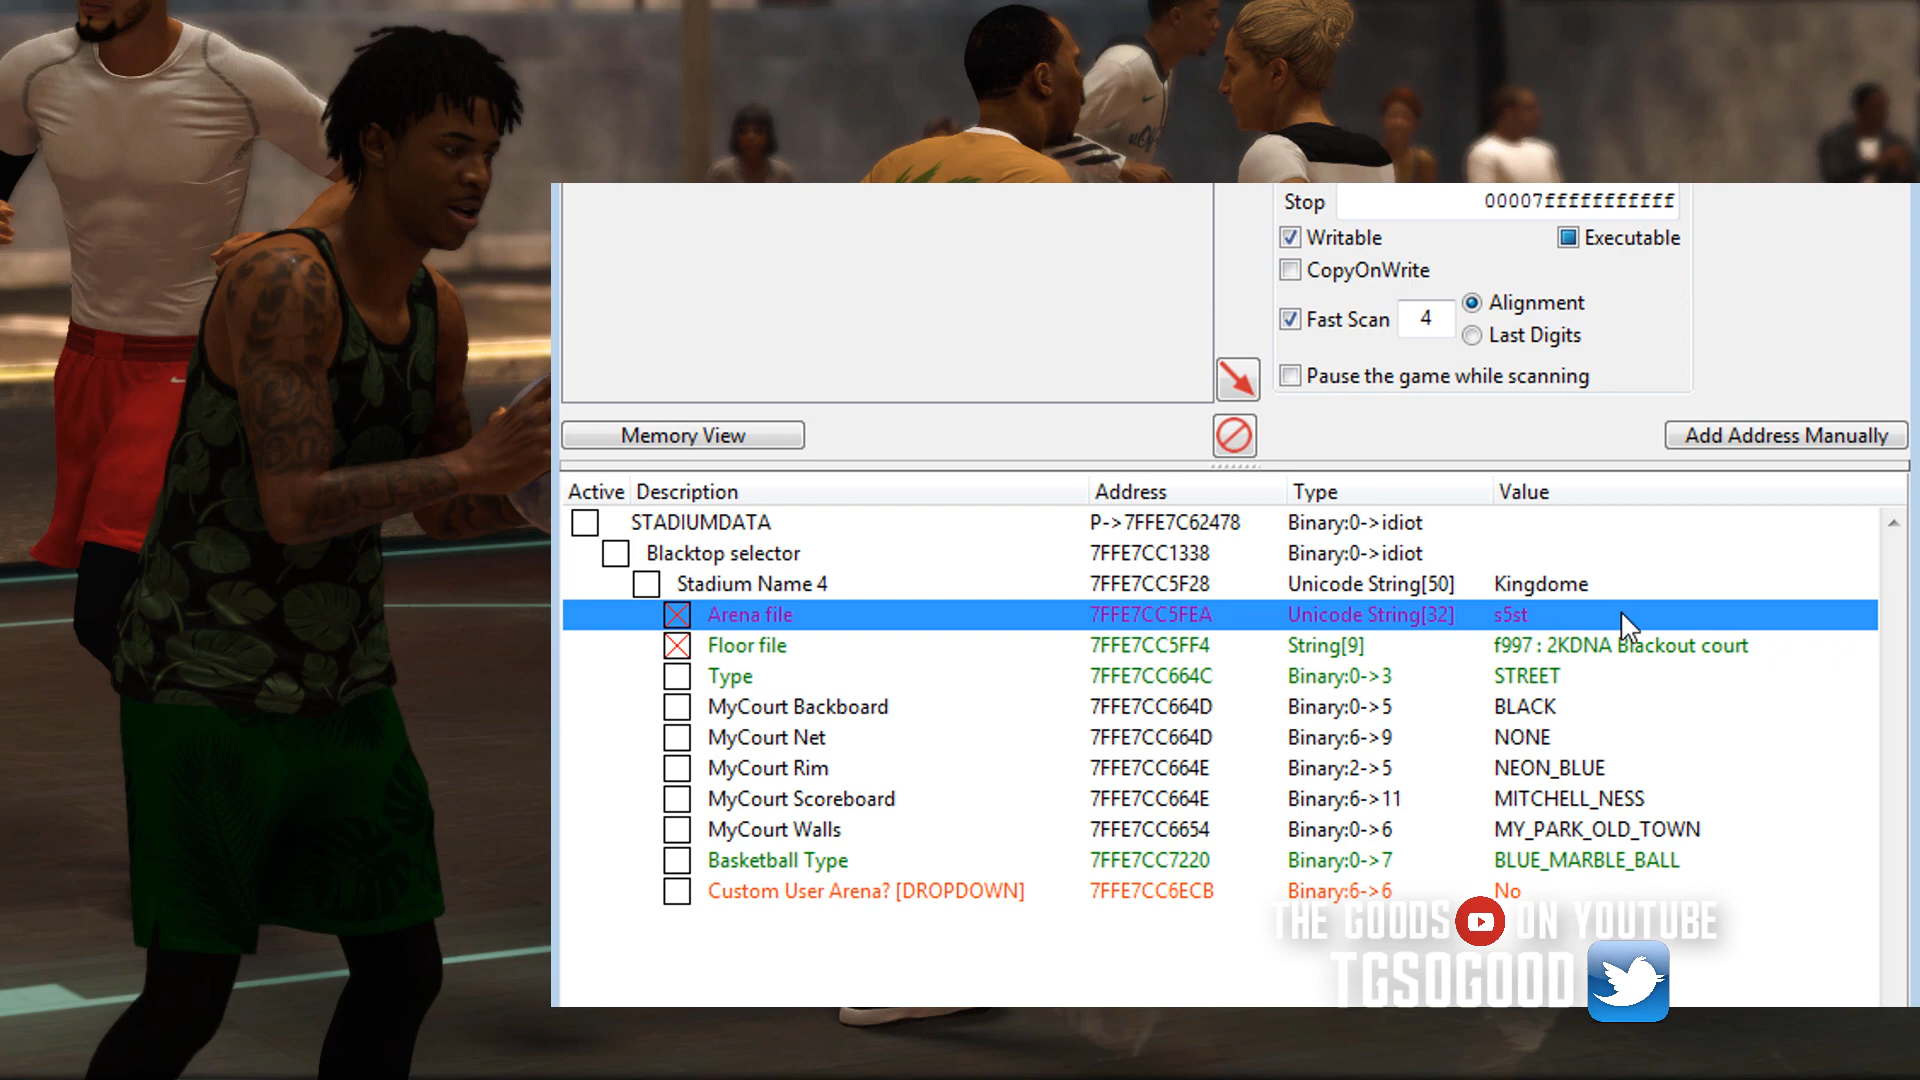 Stop 00007fffffffffff
Writable Executable
CopyOnWrite
Fast Scan 4 Alignment
Last Digits
Pause the game while scanning
Memory View Add Address Manually
Active Description Address Type Value
STADIUMDATA P->7FFE7C62478 Binary:0->idiot
Blacktop selector 7FFE7CC1338 Binary:0->idiot
Stadium Name 4 7FFE7CC5F28 Unicode String[50] Kingdome
Arena file 7FFE7CC5FEA Unicode String[32] s5st
Floor file 7FFE7CC5FF4 String[9] f997 : 2KDNA Blackout court
Type 7FFE7CC664C Binary:0->3 STREET
MyCourt Backboard 7FFE7CC664D Binary:0->5 BLACK
MyCourt Net 7FFE7CC664D Binary:6->9 NONE
MyCourt Rim 7FFE7CC664E Binary:2->5 NEON_BLUE
MyCourt Scoreboard 7FFE7CC664E Binary:6->11 MITCHELL_NESS
MyCourt Walls 7FFE7CC6654 Binary:0->6 MY_PARK_OLD_TOWN
Basketball Type 7FFE7CC7220 Binary:0->7 BLUE_MARBLE_BALL
Custom User Arena? [DROPDOWN] 7FFE7CC6ECB Binary:6->6 No
THE GOODS ON YOUTUBE
TGSOGOOD